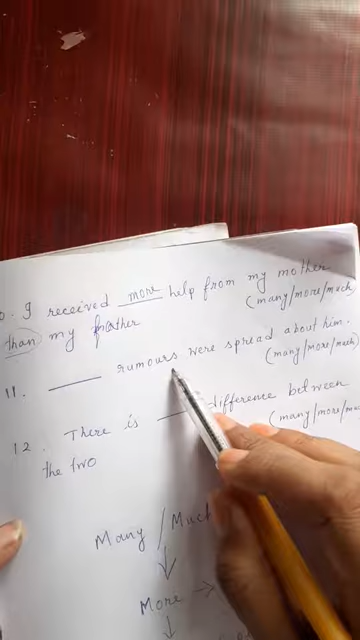 0. I received more help from my mother
(many/more/much)
than my father
11. ____ rumours were spread about him.
(many/more/much)
12. There is ____ difference between
(many/more/muc
the two
Many / Much
More →